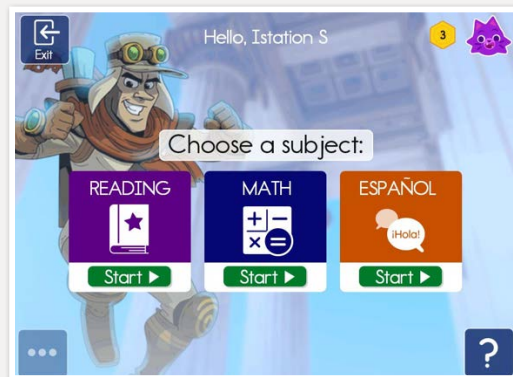 Exit
Hello, Istation S
3
Choose a subject:
READING
MATH
ESPAÑOL
¡Hola!
Start
Start
Start
?